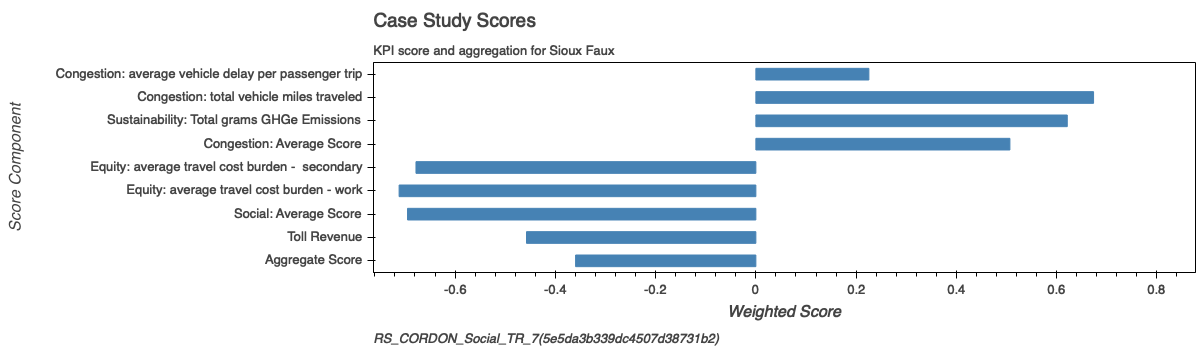 Case Study Scores
KPI score and aggregation for Sioux Faux
Congestion: average vehicle delay per passenger trip
Congestion: total vehicle miles traveled
Sustainability: Total grams GHGe Emissions
Congestion: Average Score
Equity: average travel cost burden -  secondary
Equity: average travel cost burden - work
Social: Average Score
Toll Revenue
Aggregate Score
Score Component
-0.6 -0.4 -0.2 0 0.2 0.4 0.6 0.8
Weighted Score
RS_CORDON_Social_TR_7(5e5da3b339dc4507d38731b2)